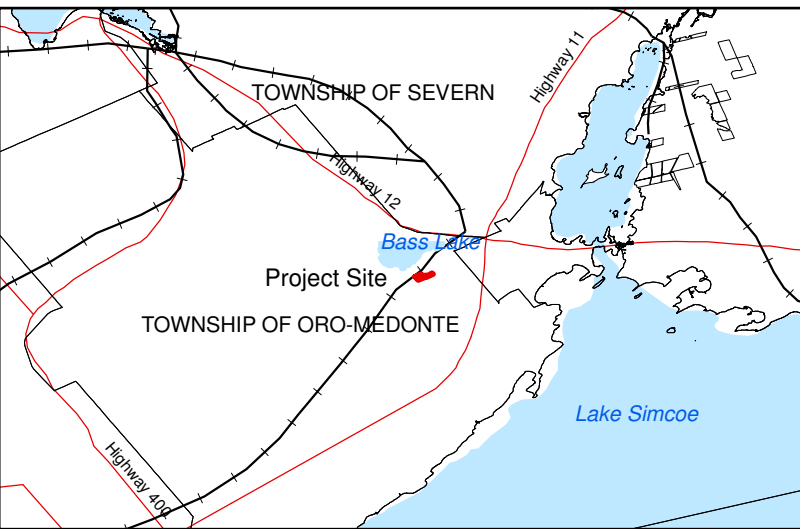 Highway 11
TOWNSHIP OF SEVERN
Highway 12
Bass Lake
Project Site
TOWNSHIP OF ORO-MEDONTE
Lake Simcoe
Highway 400